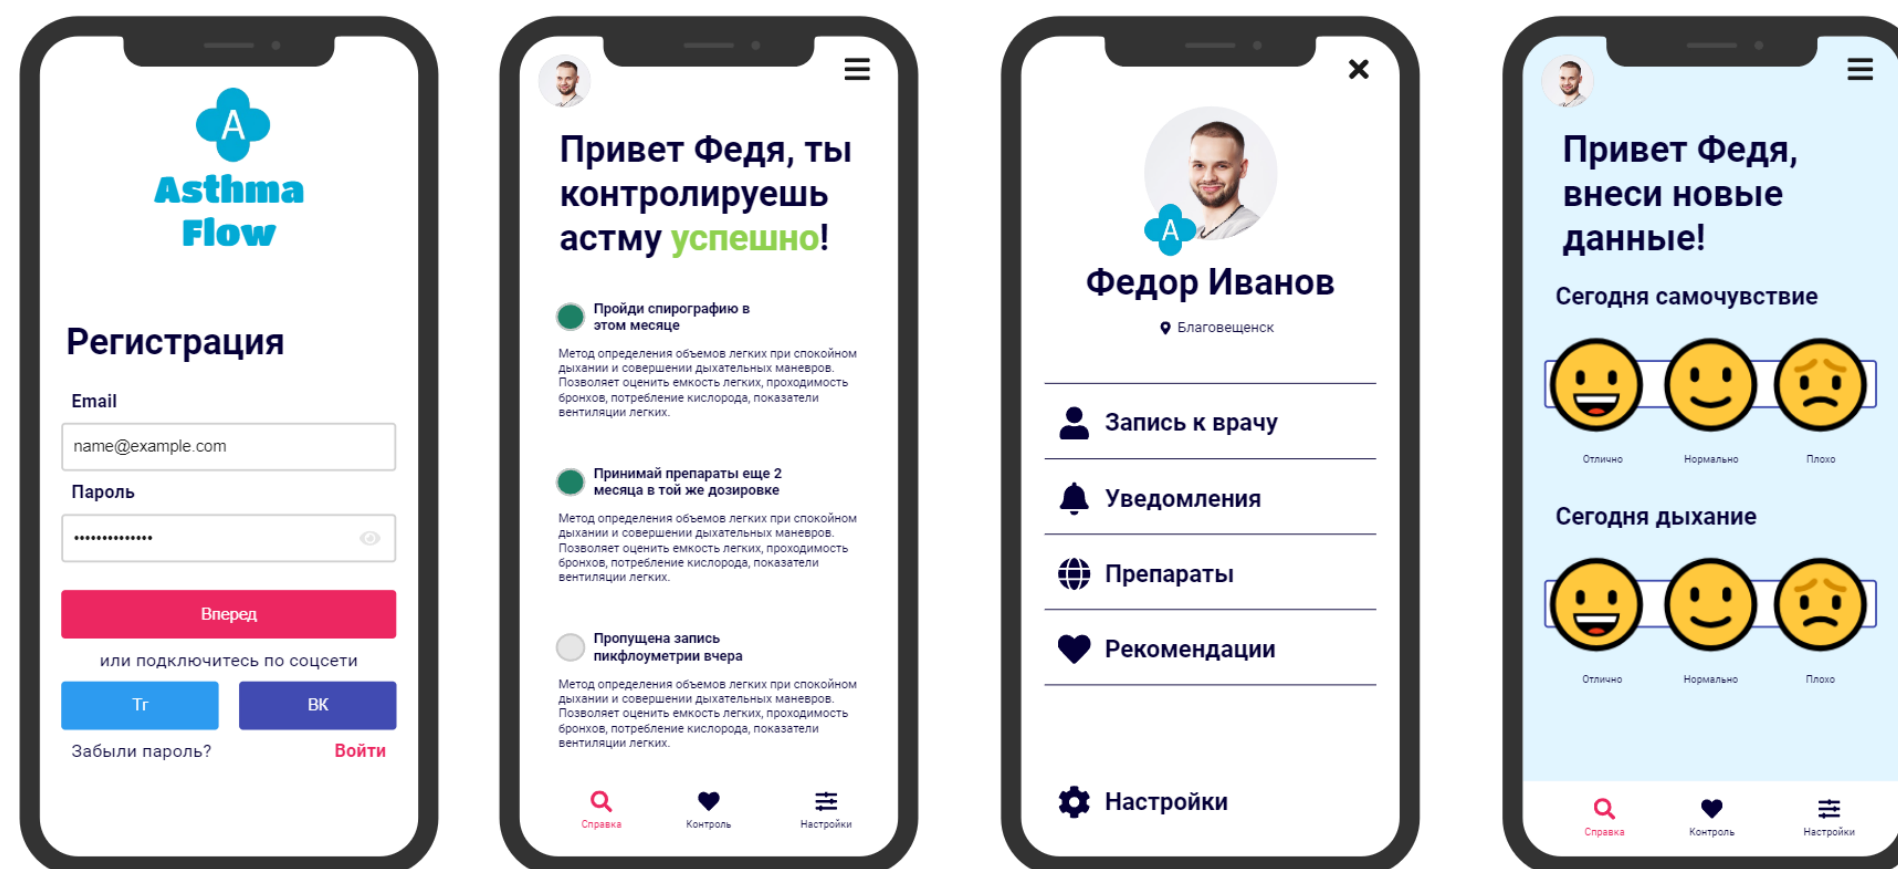 A
Asthma
Flow
Регистрация
Email
name@example.com
Пароль
••••••••••••••
Вперед
или подключитесь по соцсети
Тг
ВК
Забыли пароль?
Войти
Привет Федя, ты
контролируешь
астму успешно!
Пройди спирографию в
этом месяце
Метод определения объемов легких при спокойном
дыхании и совершении дыхательных маневров.
Позволяет оценить емкость легких, проходимость
бронхов, потребление кислорода, показатели
вентиляции легких.
Принимай препараты еще 2
месяца в той же дозировке
Метод определения объемов легких при спокойном
дыхании и совершении дыхательных маневров.
Позволяет оценить емкость легких, проходимость
бронхов, потребление кислорода, показатели
вентиляции легких.
Пропущена запись
пикфлоуметрии вчера
Метод определения объемов легких при спокойном
дыхании и совершении дыхательных маневров.
Позволяет оценить емкость легких, проходимость
бронхов, потребление кислорода, показатели
вентиляции легких.
Справка
Контроль
Настройки
A
Федор Иванов
Благовещенск
Запись к врачу
Уведомления
Препараты
Рекомендации
Настройки
Привет Федя,
внеси новые
данные!
Сегодня самочувствие
Отлично
Нормально
Плохо
Сегодня дыхание
Отлично
Нормально
Плохо
Справка
Контроль
Настройки